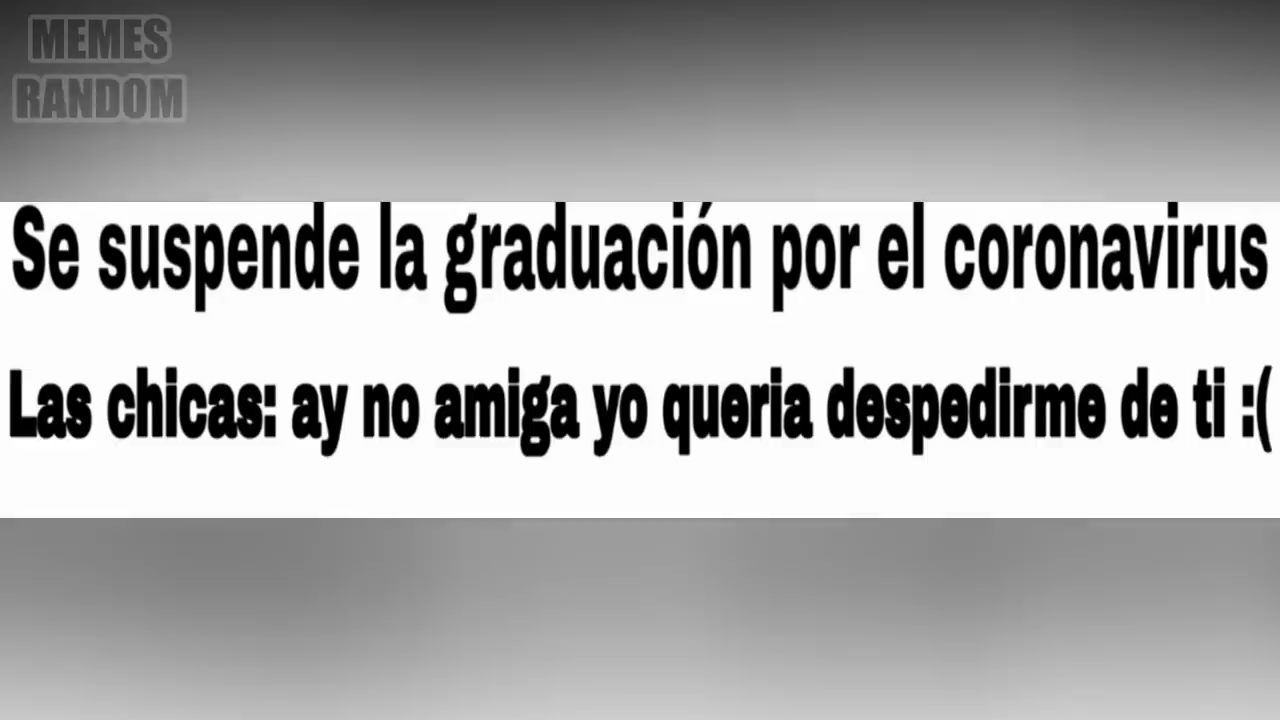 MEMES
RANDOM
Se suspende la graduación por el coronavirus
Las chicas: ay no amiga yo queria despedirme de ti :(